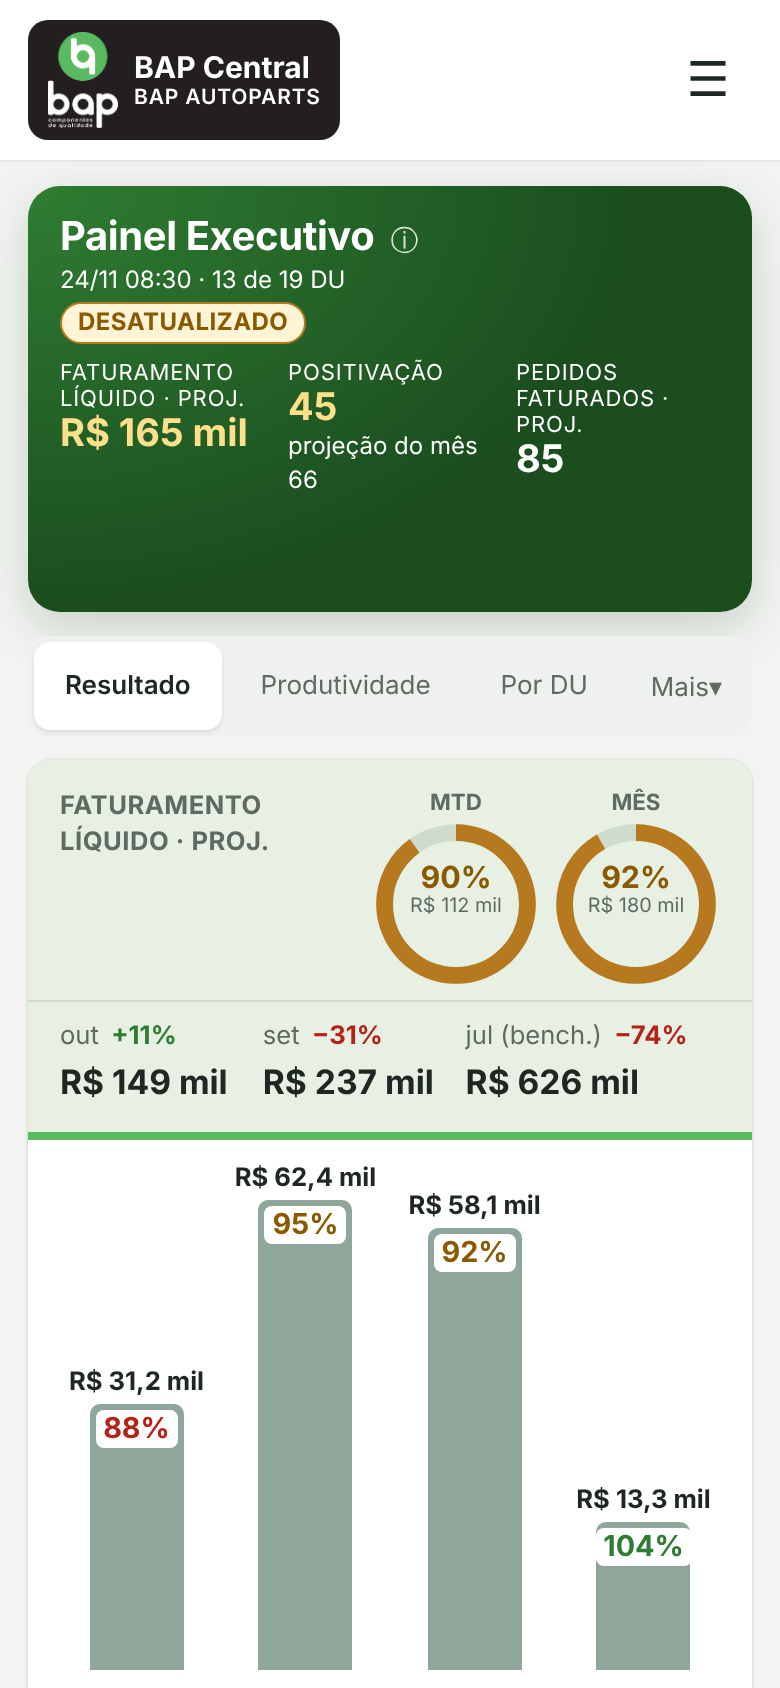 bap
componentes
de qualidade
BAP Central
BAP AUTOPARTS
☰
Painel Executivo ⓘ
24/11 08:30 · 13 de 19 DU
DESATUALIZADO
FATURAMENTO
LÍQUIDO · PROJ.
R$ 165 mil
POSITIVAÇÃO
45
projeção do mês
66
PEDIDOS
FATURADOS ·
PROJ.
85
Resultado
Produtividade
Por DU
Mais▾
FATURAMENTO
LÍQUIDO · PROJ.
MTD
90%
R$ 112 mil
MÊS
92%
R$ 180 mil
out +11%
R$ 149 mil
set −31%
R$ 237 mil
jul (bench.) −74%
R$ 626 mil
R$ 31,2 mil
88%
R$ 62,4 mil
95%
R$ 58,1 mil
92%
R$ 13,3 mil
104%